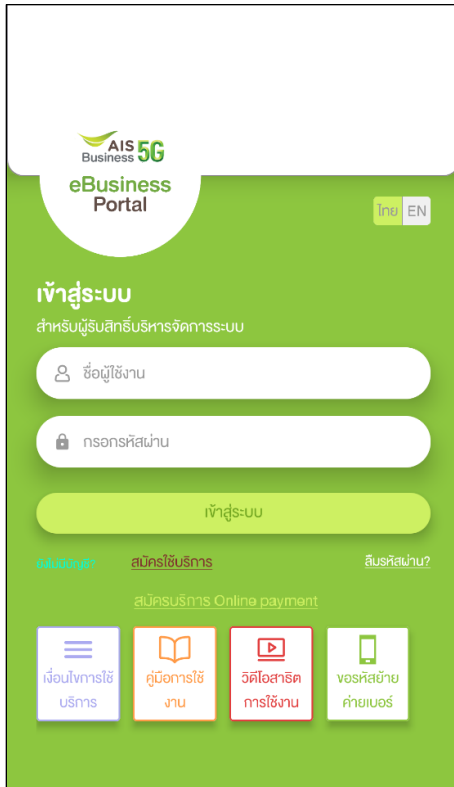 AIS 5G
Business
eBusiness
Portal
ไทย EN
เข้าสู่ระบบ
สำหรับผู้รับสิทธิ์บริหารจัดการระบบ
ชื่อผู้ใช้งาน
กรอกรหัสผ่าน
เข้าสู่ระบบ
สมัครใช้บริการ ลืมรหัสผ่าน?
สมัครบริการ Online payment
เงื่อนไขการใช้ คู่มือการใช้ วิดีโอสาธิต ขอรหัสย้าย
บริการ งาน การใช้งาน ค่ายเบอร์